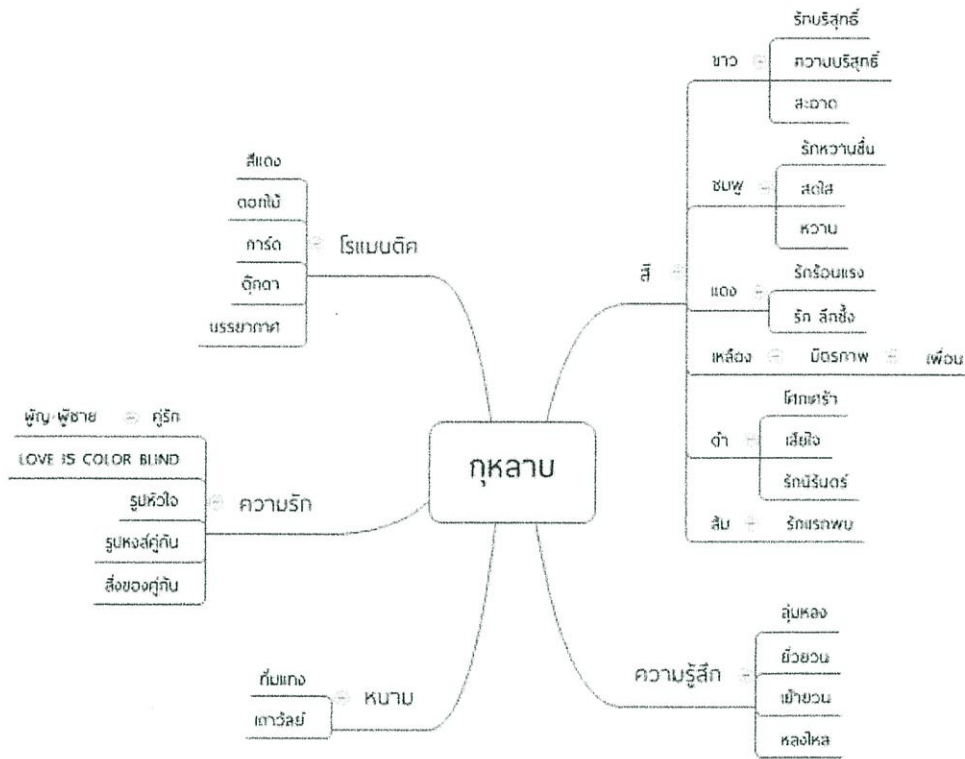 กุหลาบ
สี
ขาว
รักบริสุทธิ์
ความบริสุทธิ์
สะอาด
ชมพู
รักหวานชื่น
สดใส
หวาน
แดง
รักร้อนแรง
รัก ลึกซึ้ง
เหลือง
มิตรภาพ
เพื่อน
ดำ
โศกเศร้า
เสียใจ
รักนิรันดร์
ส้ม
รักแรกพบ
ความรู้สึก
ลุ่มหลง
ยั่วยวน
เย้ายวน
หลงใหล
โรแมนติค
สีแดง
ดอกไม้
การ์ด
ตุ๊กตา
บรรยากาศ
ความรัก
คู่รัก
ผู้ญ-ผู้ชาย
LOVE IS COLOR BLIND
รูปหัวใจ
รูปหงส์คู่กัน
สิ่งของคู่กัน
หนาม
ทิ่มแทง
เถาวัลย์